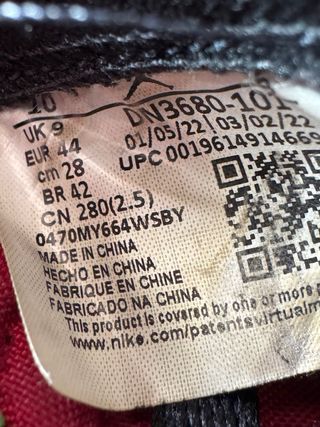 10
UK 9
EUR 44
cm 28
BR 42
CN 280(2.5)
0470MY664WSBY
DN3680-101
01/05/22 | 03/02/22
UPC 00196149146690
MADE IN CHINA
HECHO EN CHINA
FABRIQUE EN CHINE
FABRICADO NA CHINA
This product is covered by one or more
www.nike.com/patents